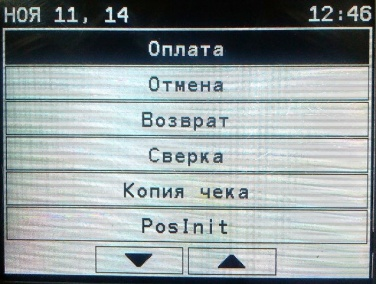 НОЯ 11, 14 12:46
Оплата
Отмена
Возврат
Сверка
Копия чека
PosInit